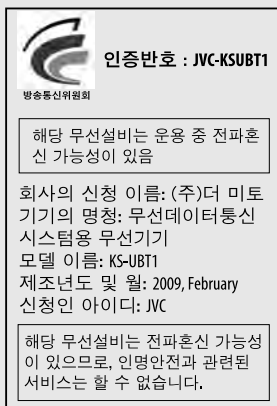 인증번호 : JVC-KSUBT1
방송통신위원회
해당 무선설비는 운용 중 전파혼
신 가능성이 있음
회사의 신청 이름: (주)더 미토
기기의 명청: 무선데이터통신
시스템용 무선기기
모델 이름: KS-UBT1
제조년도 및 월: 2009, February
신청인 아이디: JVC
해당 무선설비는 전파혼신 가능성
이 있으므로, 인명안전과 관련된
서비스는 할 수 없습니다.